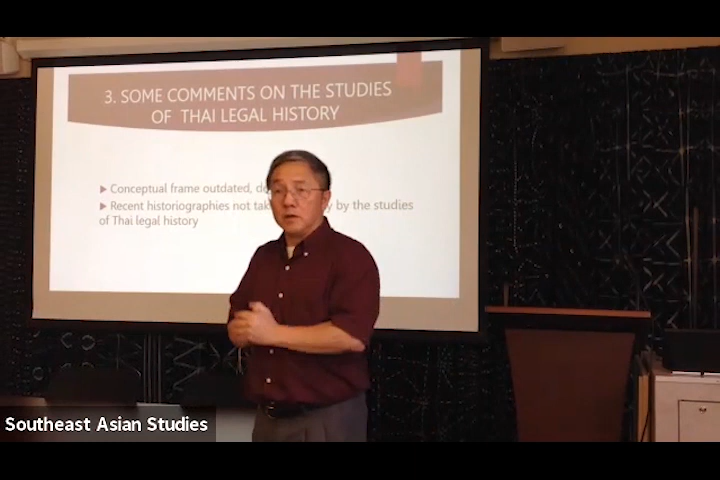 3. SOME COMMENTS ON THE STUDIES
OF THAI LEGAL HISTORY
Conceptual frame outdated,
Recent historiographies not by the studies
of Thai legal history
Southeast Asian Studies